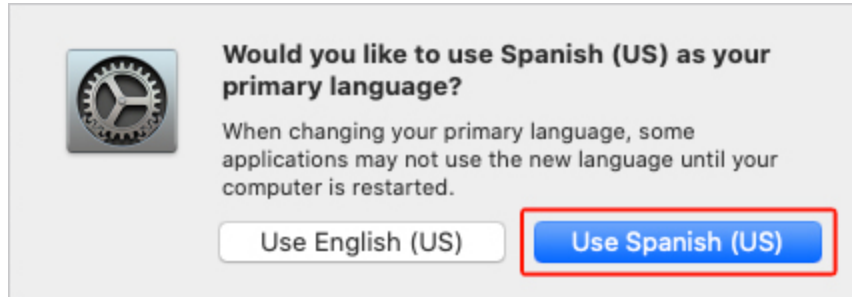 Would you like to use Spanish (US) as your
primary language?
When changing your primary language, some
applications may not use the new language until your
computer is restarted.
Use English (US)
Use Spanish (US)